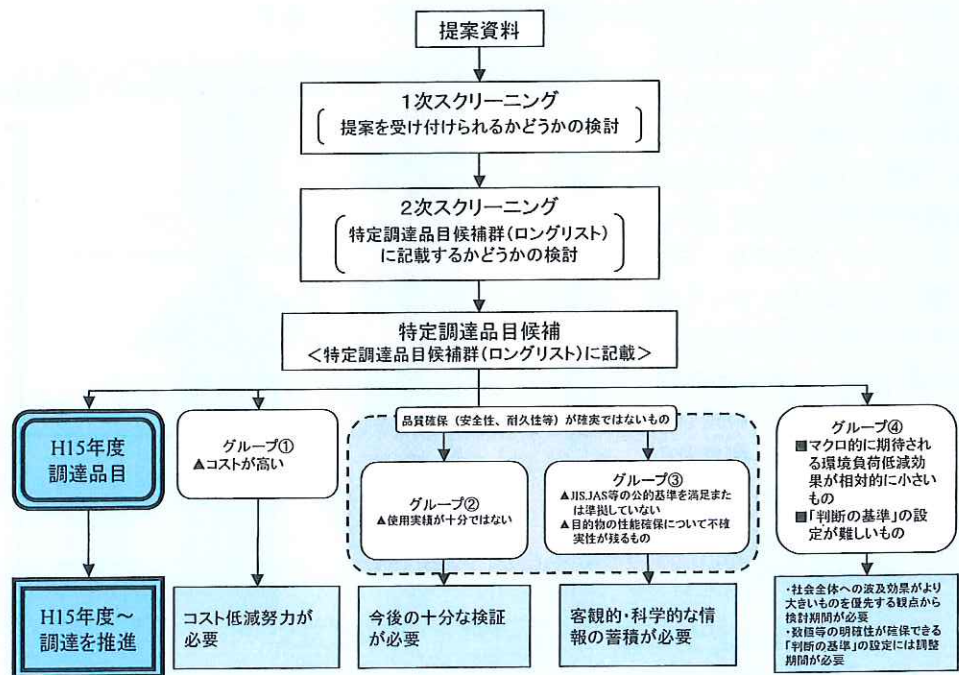 提案資料
1次スクリーニング
提案を受け付けられるかどうかの検討
2次スクリーニング
特定調達品目候補群(ロングリスト)
に記載するかどうかの検討
特定調達品目候補
<特定調達品目候補群(ロングリスト)に記載>
H15年度
調達品目
グループ①
▲コストが高い
品質確保(安全性、耐久性等)が確実ではないもの
グループ②
▲使用実績が十分ではない
グループ③
▲JIS,JAS等の公的基準を満足また
は準拠していない
▲目的物の性能確保について不確
実性が残るもの
グループ④
■マクロ的に期待され
る環境負荷低減効
果が相対的に小さい
もの
■「判断の基準」の設
定が難しいもの
H15年度~
調達を推進
コスト低減努力が
必要
今後の十分な検証
が必要
客観的・科学的な情
報の蓄積が必要
・社会全体への波及効果がより
大きいものを優先する観点から
検討期間が必要
・数値等の明確性が確保できる
「判断の基準」の設定には調整
期間が必要